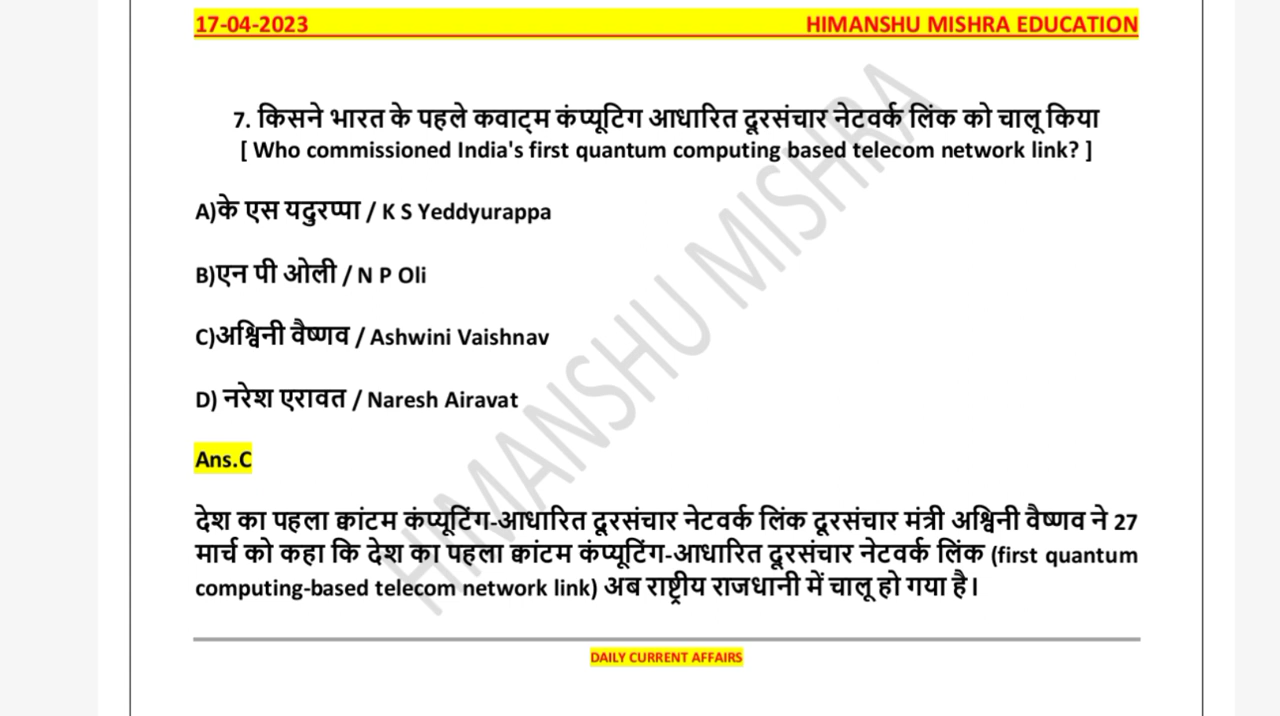 17-04-2023 HIMANSHU MISHRA EDUCATION
7. किसने भारत के पहले कवाट्म कंप्यूटिग आधारित दूरसंचार नेटवर्क लिंक को चालू किया
[ Who commissioned India's first quantum computing based telecom network link? ]
A)के एस यदुरप्पा / K S Yeddyurappa
B)एन पी ओली / N P Oli
C)अश्विनी वैष्णव / Ashwini Vaishnav
D) नरेश एरावत / Naresh Airavat
Ans.C
देश का पहला क्वांटम कंप्यूटिंग-आधारित दूरसंचार नेटवर्क लिंक दूरसंचार मंत्री अश्विनी वैष्णव ने 27
मार्च को कहा कि देश का पहला क्वांटम कंप्यूटिंग-आधारित दूरसंचार नेटवर्क लिंक (first quantum
computing-based telecom network link) अब राष्ट्रीय राजधानी में चालू हो गया है।
HIMANSHU MISHRA
DAILY CURRENT AFFAIRS